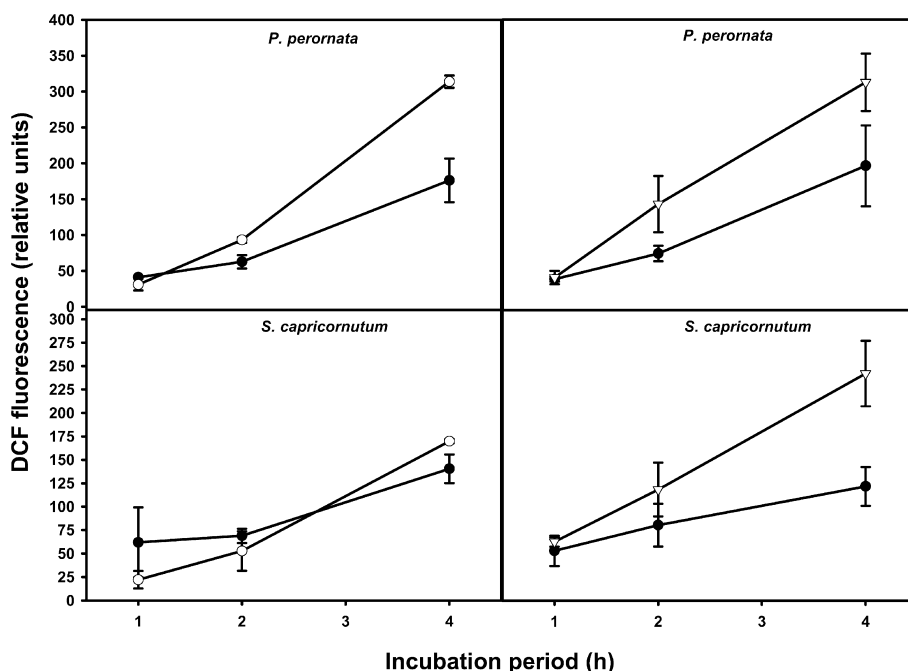 P. perornata
P. perornata
400
350
300
250
200
150
100
50
0
S. capricornutum
S. capricornutum
300
275
250
225
200
175
150
125
100
75
50
25
0
DCF fluorescence (relative units)
1 2 3 4
1 2 3 4
Incubation period (h)